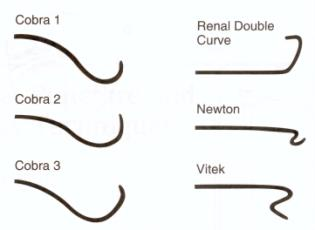 Cobra 1
Cobra 2
Cobra 3
Renal Double
Curve
Newton
Vitek